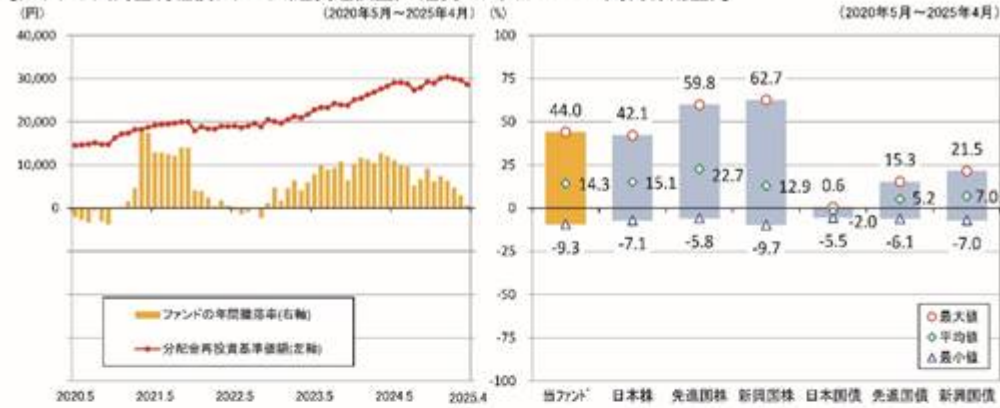 (円)
(2020年5月～2025年4月)
40,000
30,000
20,000
10,000
0
ファンドの年間騰落率(右軸)
分配金再投資基準価額(左軸)
2020.5 2021.5 2022.5 2023.5 2024.5 2025.4
(%)
(2020年5月～2025年4月)
100
75
50
25
0
-25
-50
-75
-100
44.0 42.1 59.8 62.7 0.6 15.3 21.5
14.3 15.1 22.7 12.9 -2.0 5.2 7.0
-9.3 -7.1 -5.8 -9.7 -5.5 -6.1 -7.0
最大値
平均値
最小値
当ファンド 日本株 先進国株 新興国株 日本国債 先進国債 新興国債